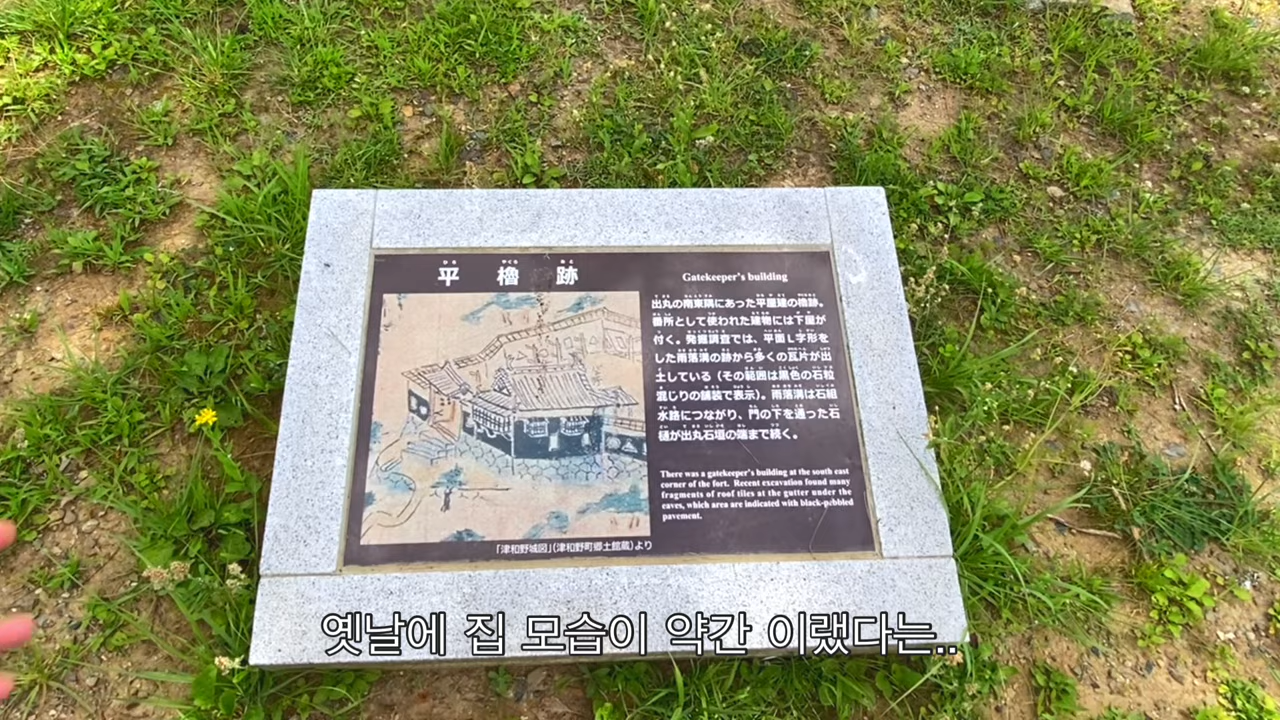 平櫓跡
Gatekeeper's building
出丸の南東隅にあった平屋建の櫓跡。
番所として使われた建物には下屋が
付く。発掘調査では、平面L字形を
した雨落溝の跡から多くの瓦片が出
土している（その範囲は黒色の石粒
混じりの舗装で表示）。雨落溝は石組
水路につながり、門の下を通った石
樋が出丸石垣の端まで続く。
There was a gatekeeper's building at the south east
corner of the fort. Recent excavation found many
fragments of roof tiles at the gutter under the
eaves, which area are indicated with black-pebbled
pavement.
「津和野城図」（津和野町郷土館蔵）より
옛날에 집 모습이 약간 이랬다는..